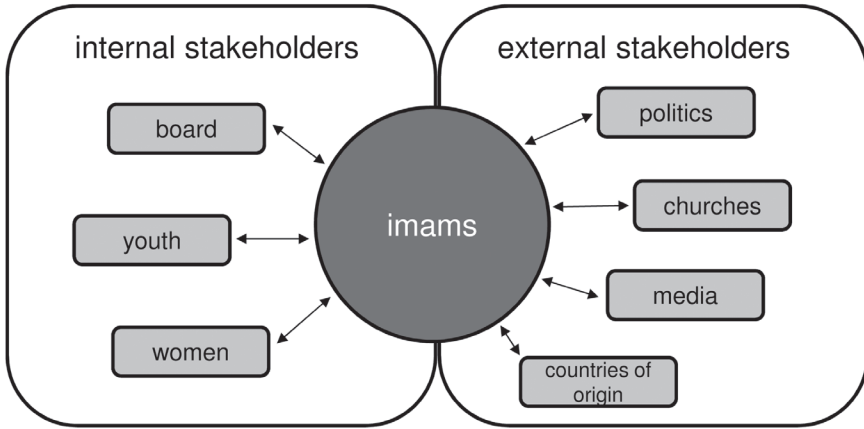 internal stakeholders
board
youth
women
imams
external stakeholders
politics
churches
media
countries of
origin